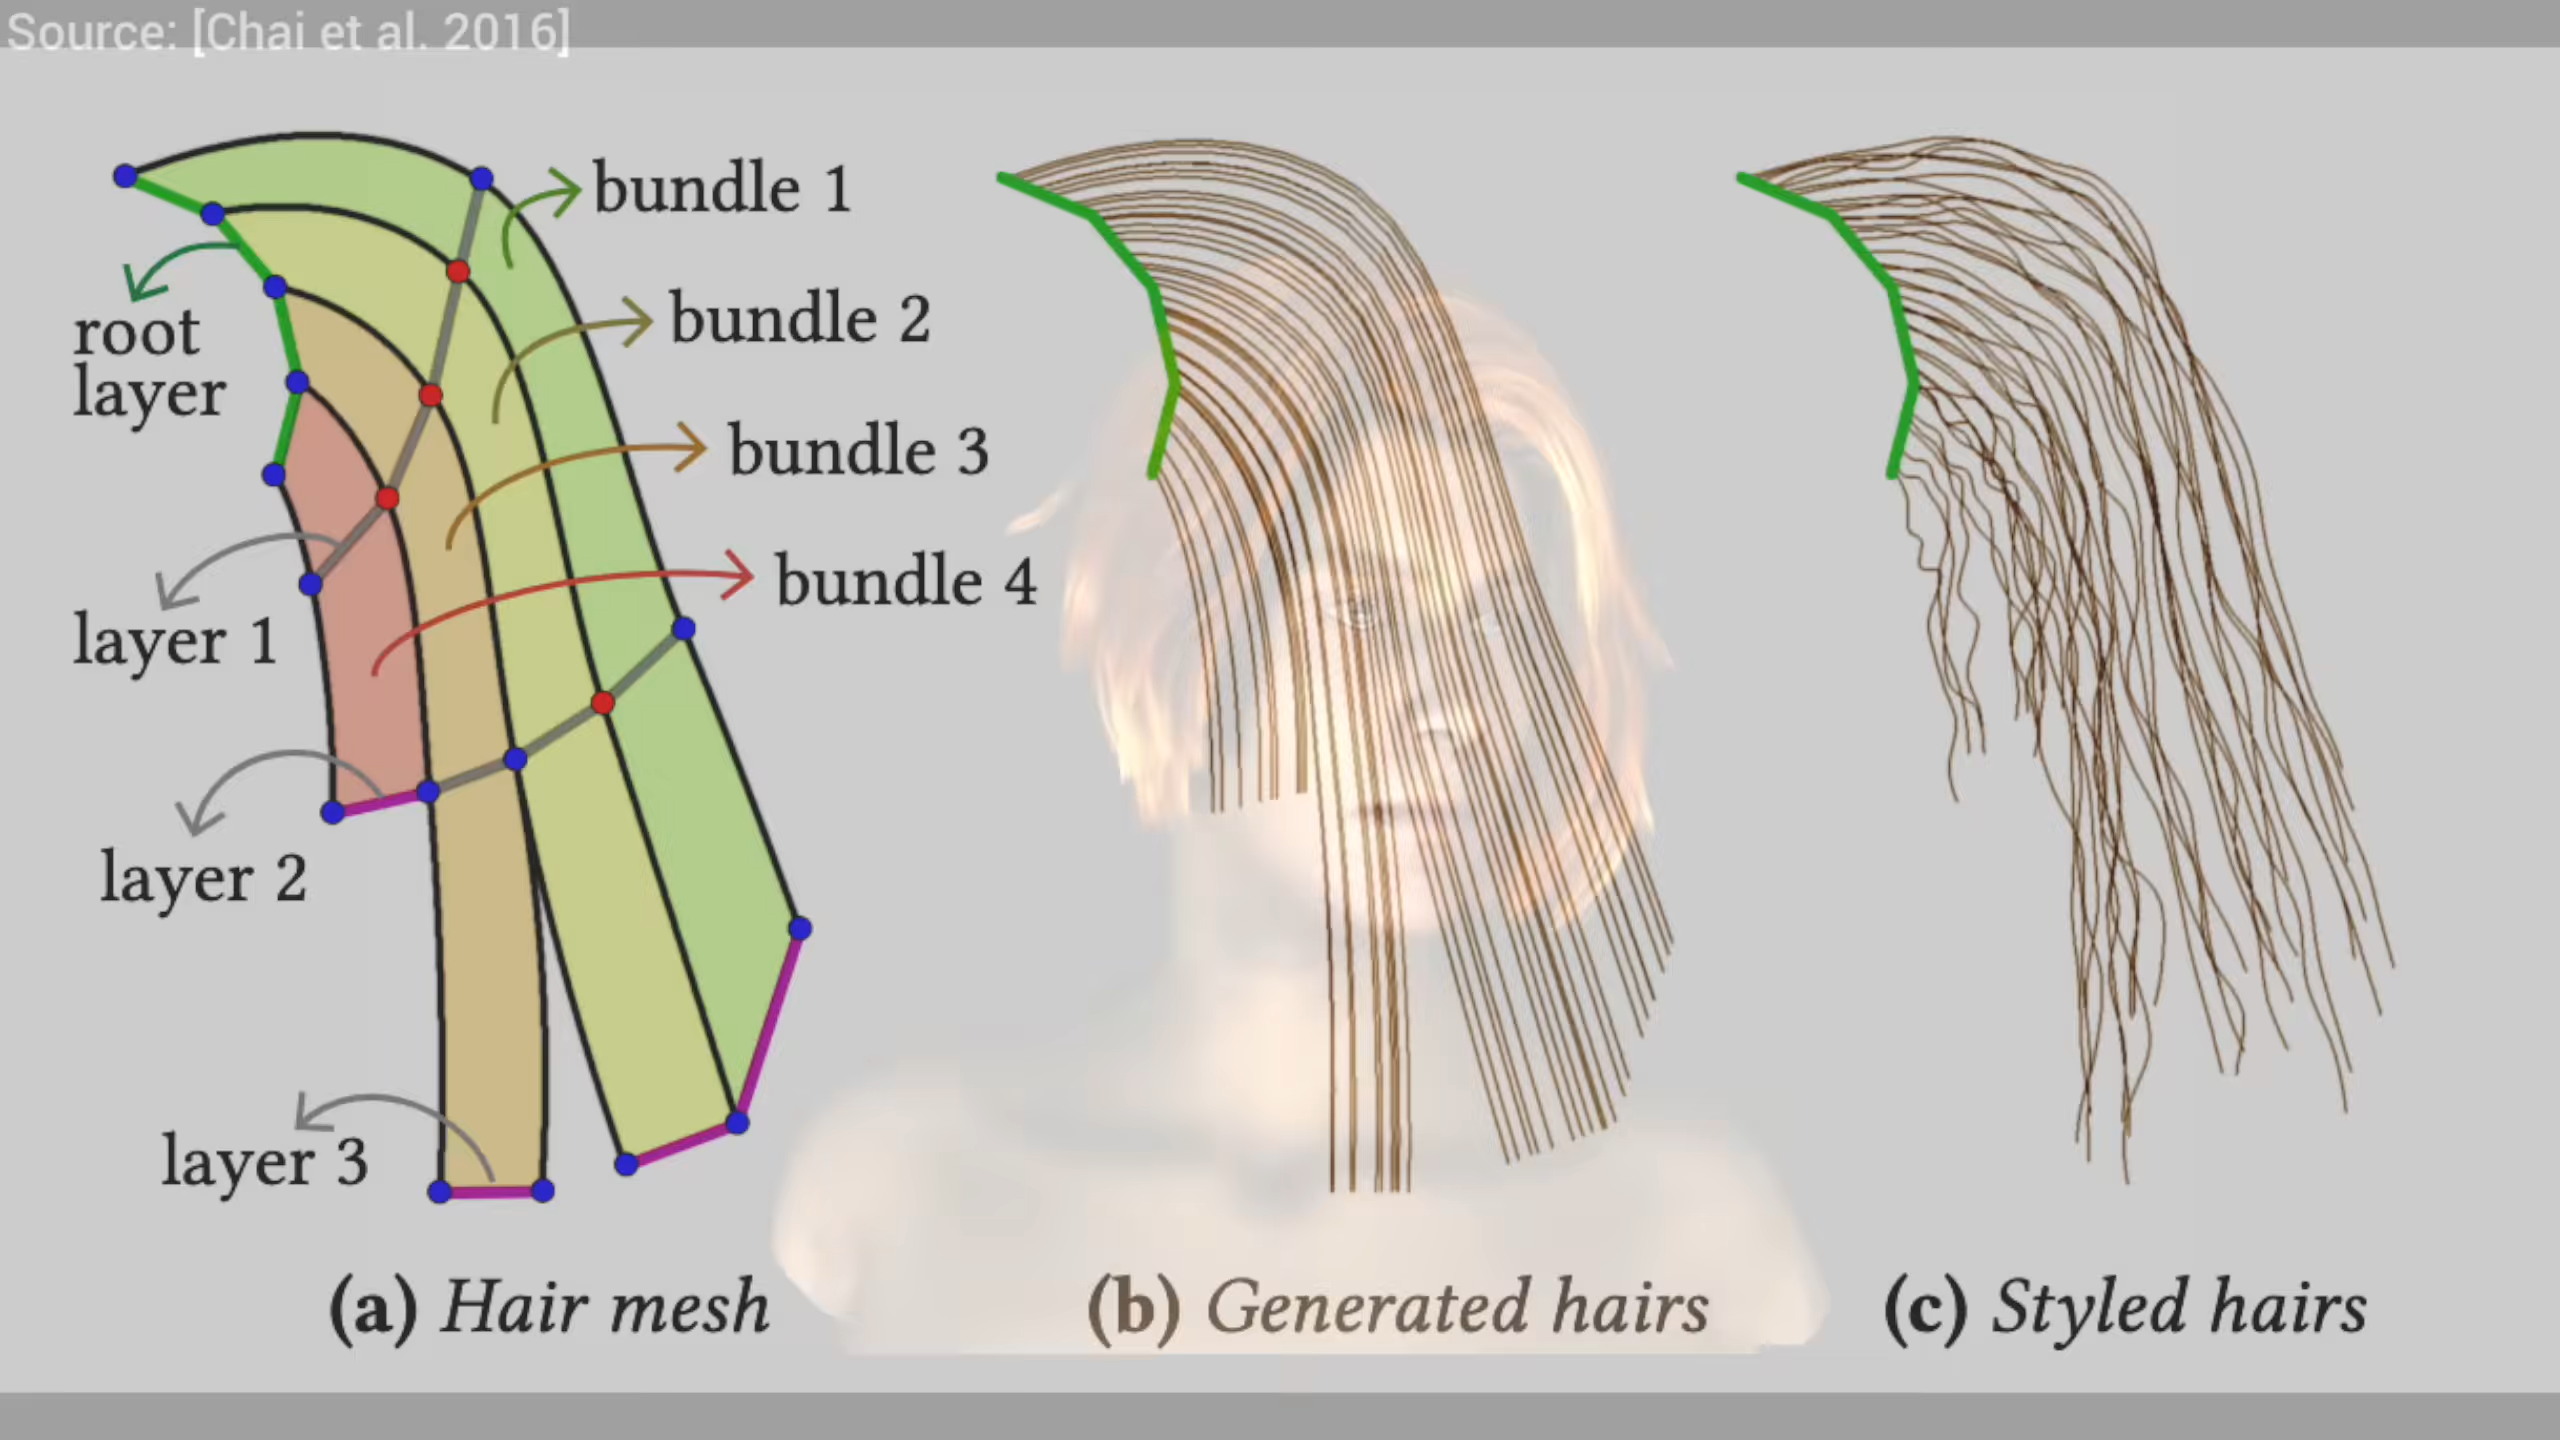 Source: [Chai et al. 2016]
bundle 1
bundle 2
root
layer
bundle 3
bundle 4
layer 1
layer 2
layer 3
(a) Hair mesh
(b) Generated hairs
(c) Styled hairs